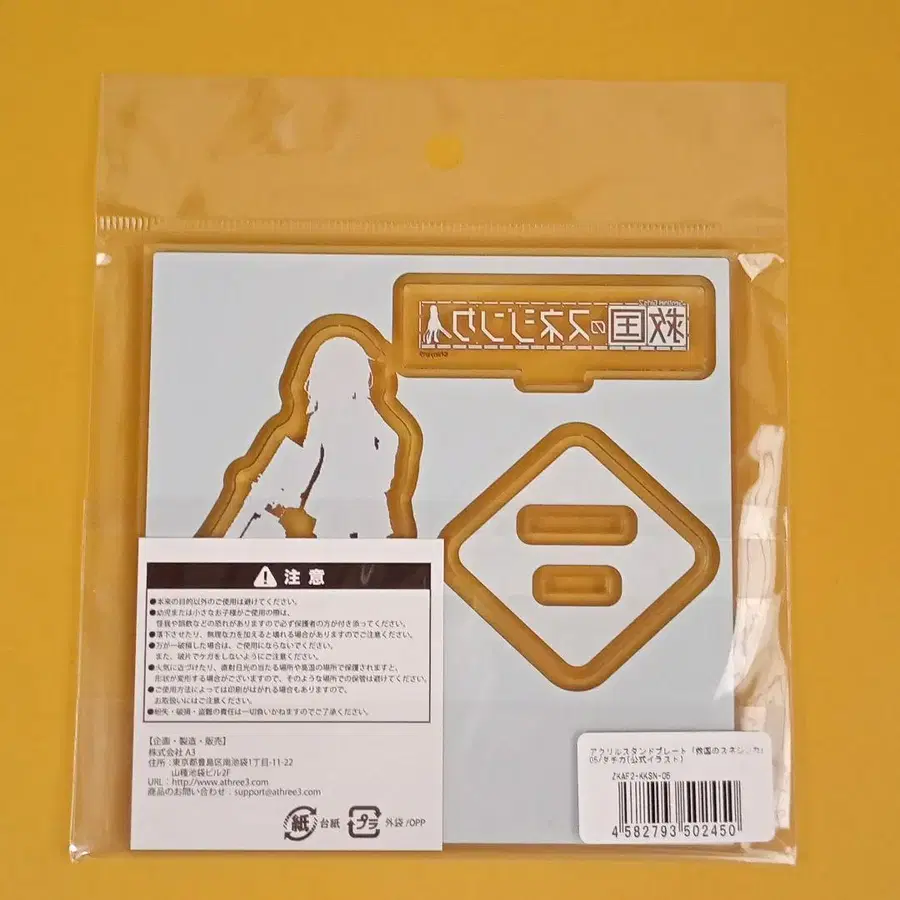 救国のスネジンカ
注意
●本来の目的以外のご使用は避けてください。
●幼児または小さなお子様がご使用の際は、
怪我や誤飲などの恐れがありますので必ず保護者の方が付き添ってください。
●落下させたり、無理な力を加えると壊れる場合がありますのでご注意ください。
●万が一破損した場合は、ご使用にならないでください。
また、破片でケガをしないようにご注意ください。
●火気に近づけたり、直射日光の当たる場所や高温の場所で保管されますと、
形状が変形する場合がございますので、そのような場所での保管は避けてください。
●ご使用方法によっては印刷がはがれる場合もありますので、
お取扱いにはご注意ください。
●紛失・破損・盗難の責任は一切負いかねますのでご了承ください。
【企画・製造・販売】
株式会社 A3
住所：東京都豊島区南池袋1丁目-11-22
山種池袋ビル2F
URL：http://www.athree3.com
商品のお問い合わせ：support@athree3.com
紙 台紙 プラ 外袋/OPP
アクリルスタンドプレート「救国のスネジンカ」
05/タチカ(公式イラスト)
ZKAF2-KKSN-05
4 582793 502450